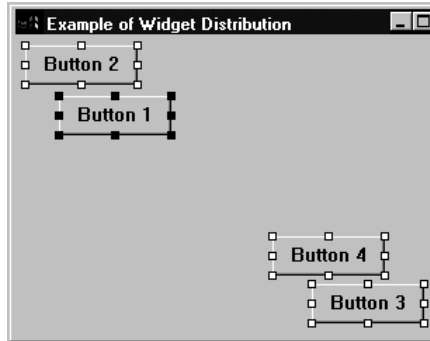 Example of Widget Distribution
Button 2
Button 1
Button 4
Button 3